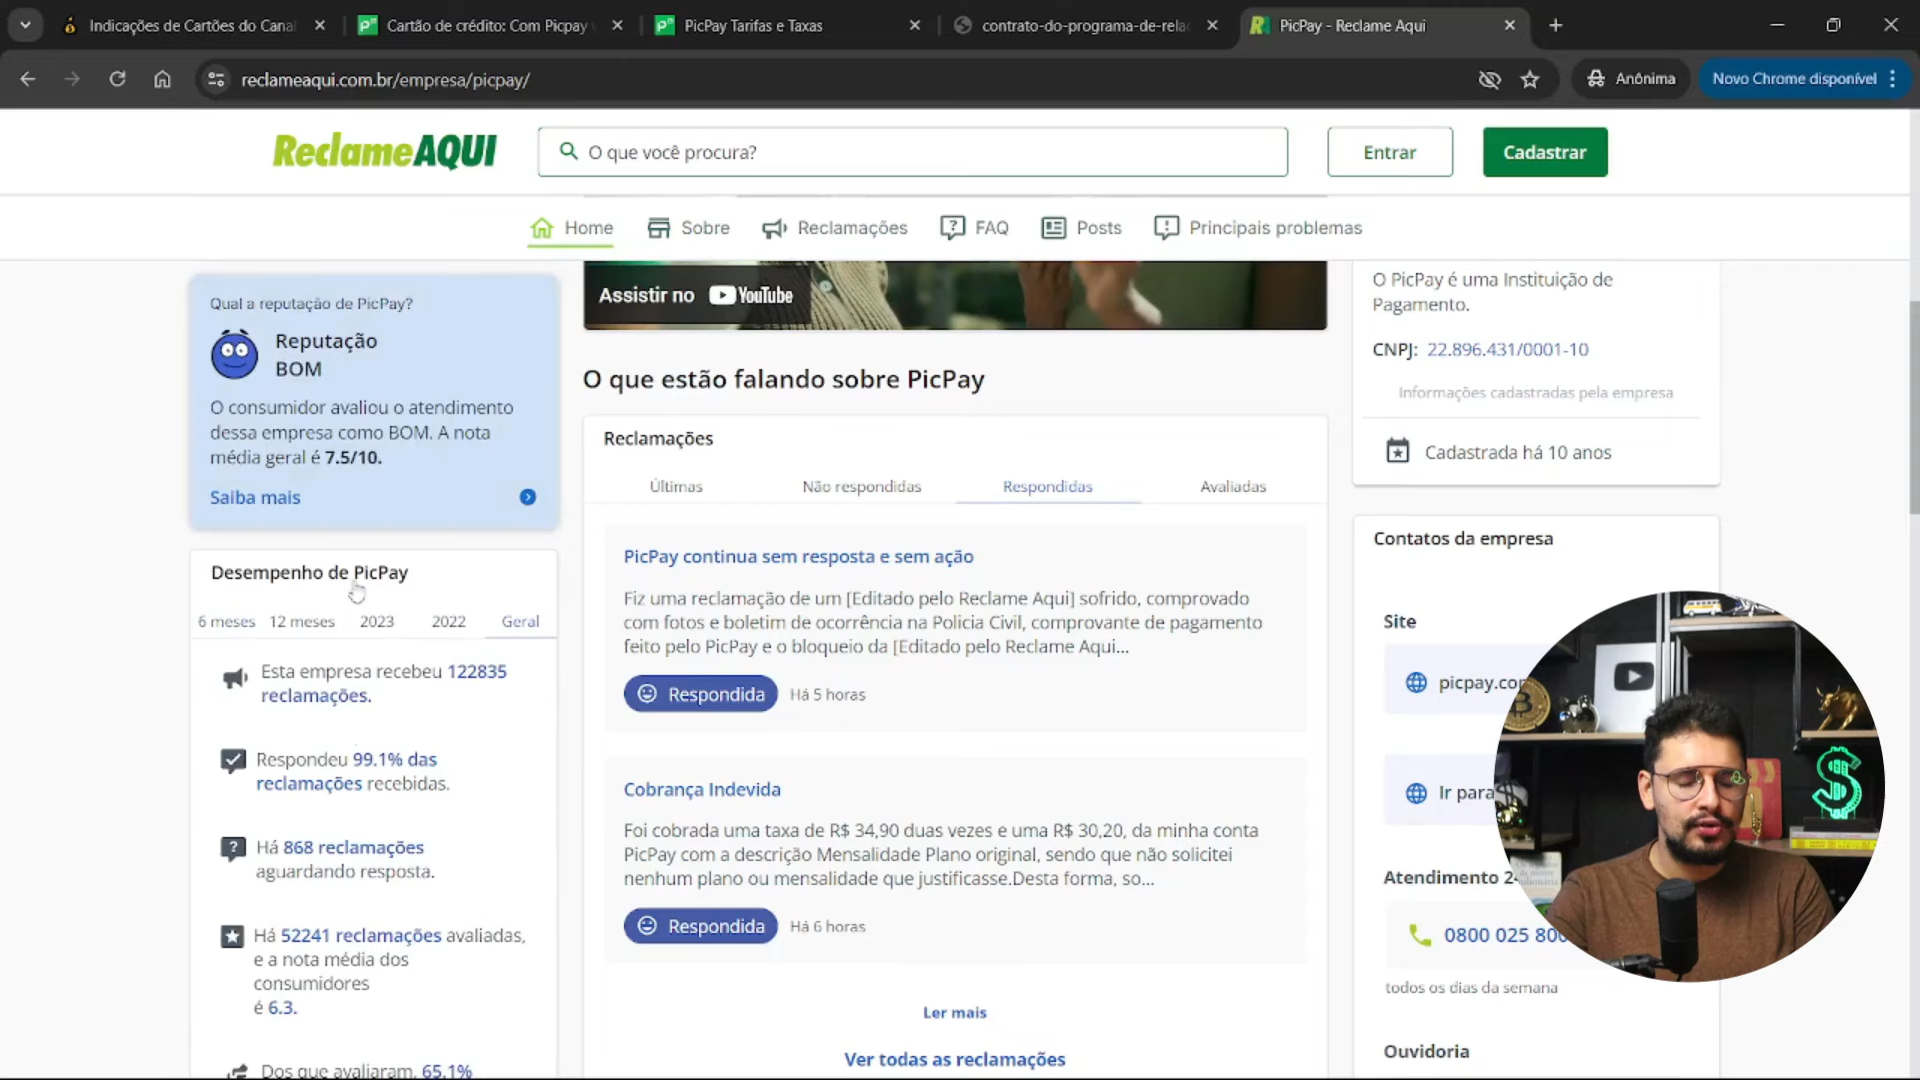 Indicações de Cartões do Cana
Cartão de crédito: Com Picpay
PicPay Tarifas e Taxas
contrato-do-programa-de-rela
PicPay - Reclame Aqui
reclameaqui.com.br/empresa/picpay/
Anônima
Novo Chrome disponível
ReclameAQUI
O que você procura?
Entrar
Cadastrar
Home
Sobre
Reclamações
FAQ
Posts
Principais problemas
Qual a reputação de PicPay?
Reputação
BOM
O consumidor avaliou o atendimento
dessa empresa como BOM. A nota
média geral é 7.5/10.
Saiba mais
Desempenho de PicPay
6 meses
12 meses
2023
2022
Geral
Esta empresa recebeu 122835
reclamações.
Respondeu 99.1% das
reclamações recebidas.
Há 868 reclamações
aguardando resposta.
Há 52241 reclamações avaliadas,
e a nota média dos
consumidores
é 6.3.
Dos que avaliaram, 65.1%
Assistir no YouTube
O que estão falando sobre PicPay
Reclamações
Últimas
Não respondidas
Respondidas
Avaliadas
PicPay continua sem resposta e sem ação
Fiz uma reclamação de um [Editado pelo Reclame Aqui] sofrido, comprovado
com fotos e boletim de ocorrência na Policia Civil, comprovante de pagamento
feito pelo PicPay e o bloqueio da [Editado pelo Reclame Aqui...
Respondida
Há 5 horas
Cobrança Indevida
Foi cobrada uma taxa de R$ 34,90 duas vezes e uma R$ 30,20, da minha conta
PicPay com a descrição Mensalidade Plano original, sendo que não solicitei
nenhum plano ou mensalidade que justificasse.Desta forma, so...
Respondida
Há 6 horas
Ler mais
Ver todas as reclamações
O PicPay é uma Instituição de
Pagamento.
CNPJ: 22.896.431/0001-10
Informações cadastradas pela empresa
Cadastrada há 10 anos
Contatos da empresa
Site
picpay.co
Ir para
Atendimento 2
0800 025 80
todos os dias da semana
Ouvidoria